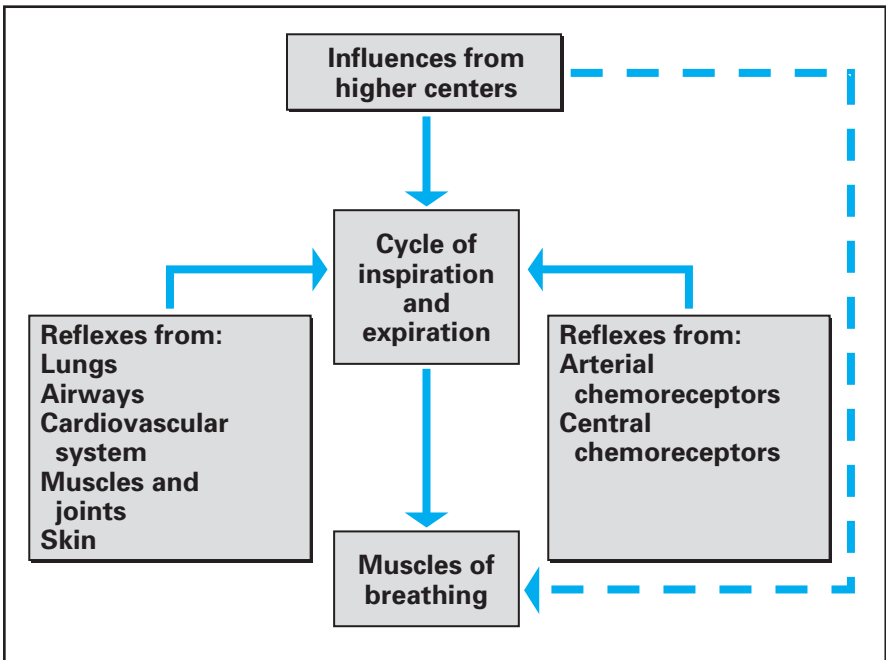 Influences from
higher centers
Cycle of
inspiration
and
expiration
Reflexes from:
Lungs
Airways
Cardiovascular
system
Muscles and
joints
Skin
Reflexes from:
Arterial
chemoreceptors
Central
chemoreceptors
Muscles of
breathing